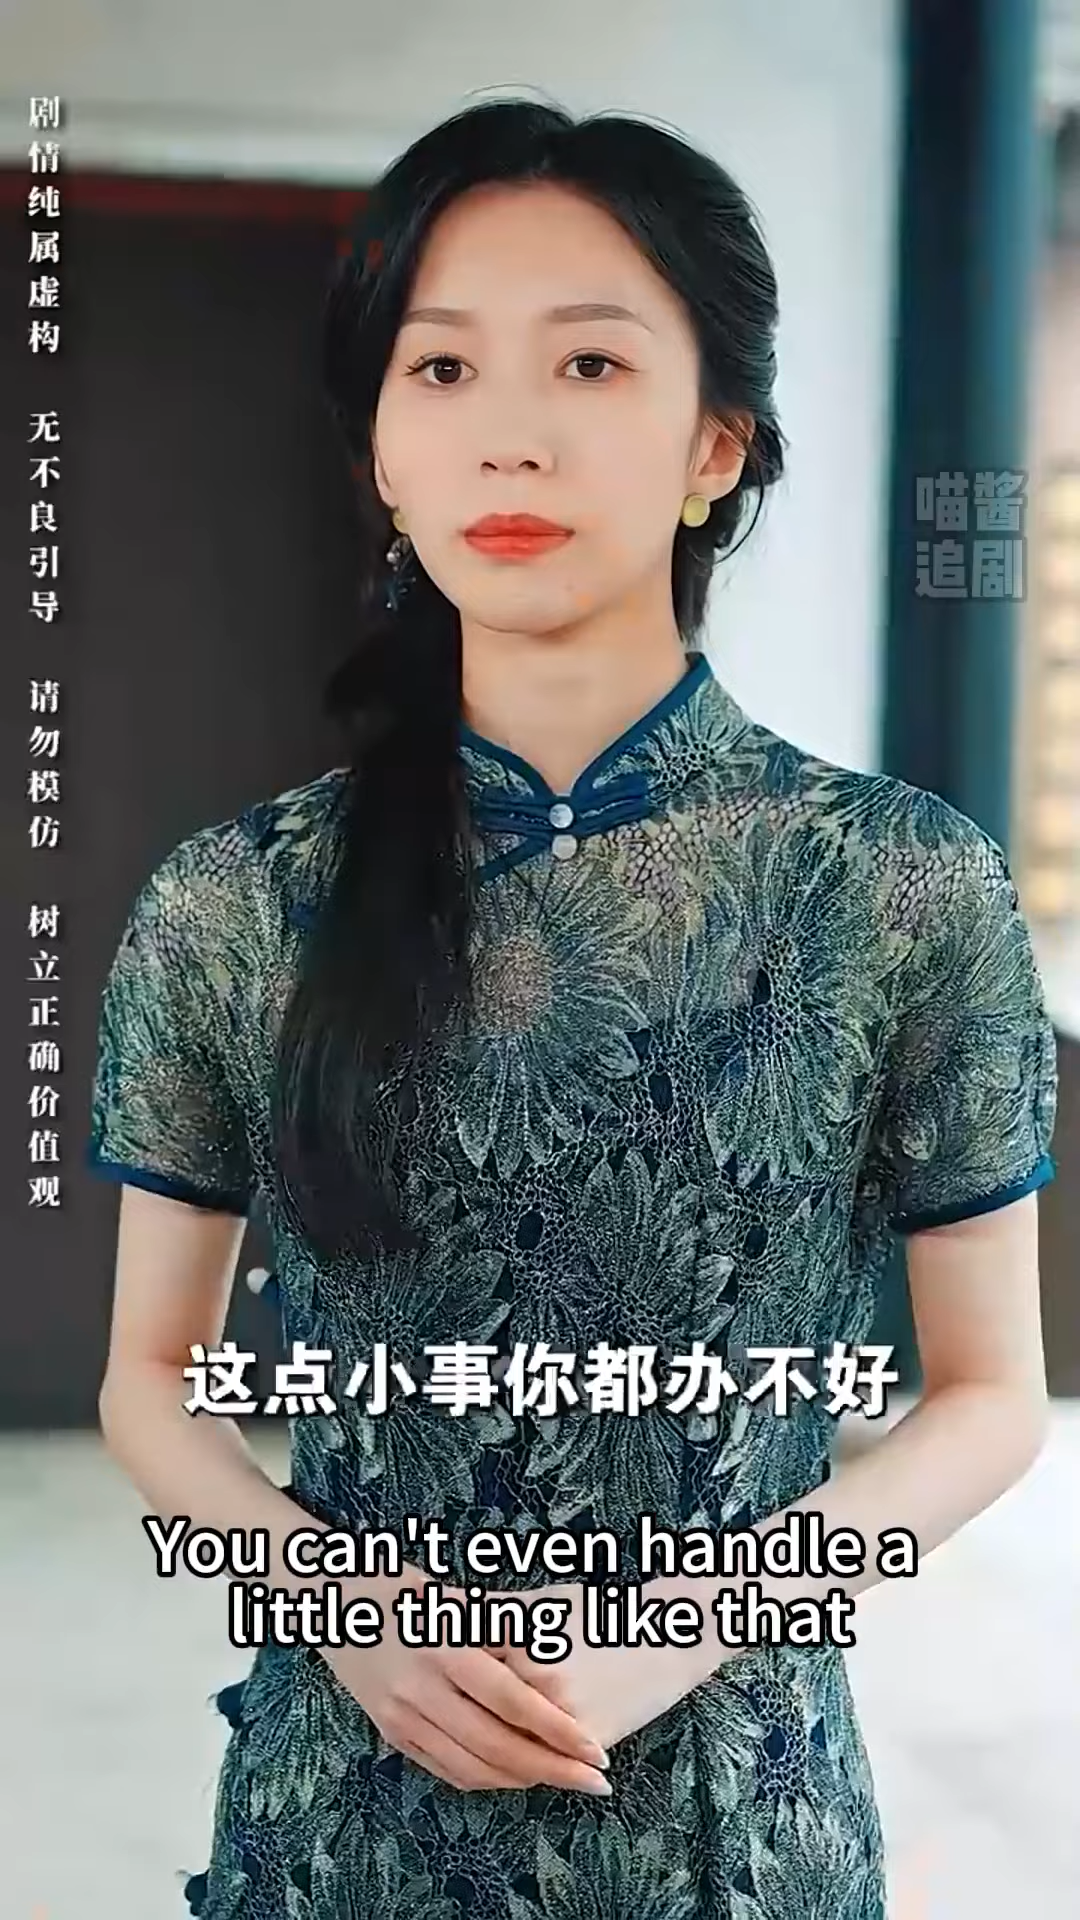 剧情纯属虚构 无不良引导 请勿模仿 树立正确价值观
喵酱
追剧
这点小事你都办不好
You can't even handle a
little thing like that